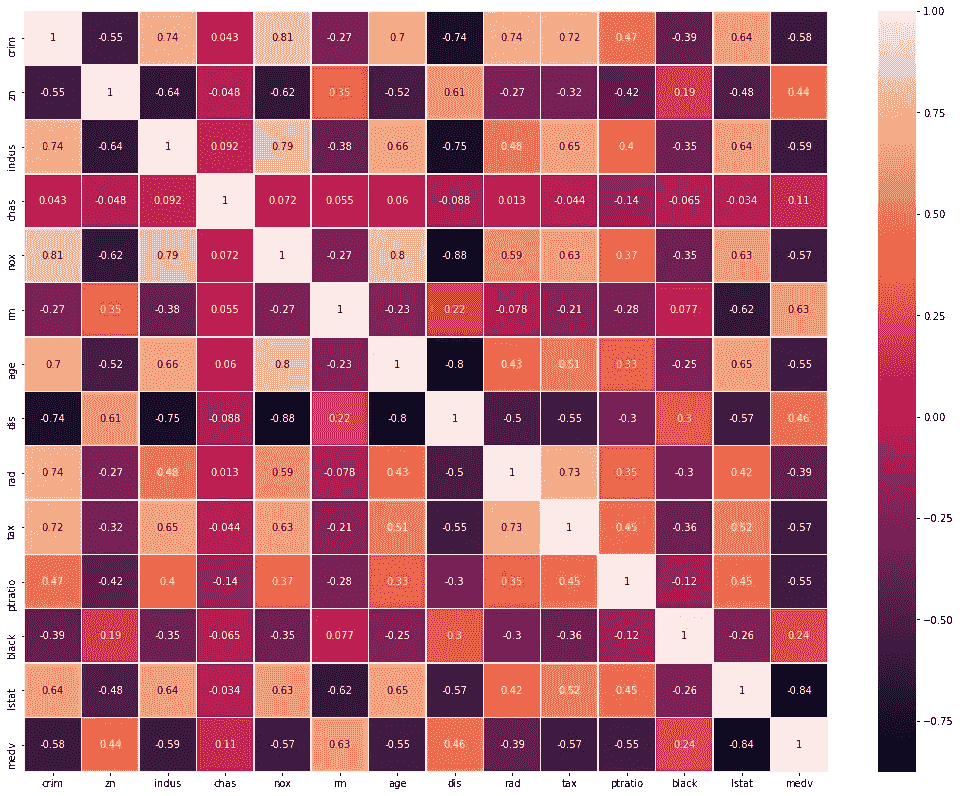 crim 1 -0.55 0.74 0.043 0.81 -0.27 0.7 -0.74 0.74 0.72 0.47 -0.39 0.64 -0.58
zn -0.55 1 -0.64 -0.048 -0.62 0.35 -0.52 0.61 -0.27 -0.32 -0.42 0.19 -0.48 0.44
indus 0.74 -0.64 1 0.092 0.79 -0.38 0.66 -0.75 0.48 0.65 0.4 -0.35 0.64 -0.59
chas 0.043 -0.048 0.092 1 0.072 0.055 0.06 -0.088 0.013 -0.044 -0.14 -0.065 -0.034 0.11
nox 0.81 -0.62 0.79 0.072 1 -0.27 0.8 -0.88 0.59 0.63 0.37 -0.35 0.63 -0.57
rm -0.27 0.35 -0.38 0.055 -0.27 1 -0.23 0.22 -0.078 -0.21 -0.28 0.077 -0.62 0.63
age 0.7 -0.52 0.66 0.06 0.8 -0.23 1 -0.8 0.43 0.51 0.33 -0.25 0.65 -0.55
dis -0.74 0.61 -0.75 -0.088 -0.88 0.22 -0.8 1 -0.5 -0.55 -0.3 0.3 -0.57 0.46
rad 0.74 -0.27 0.48 0.013 0.59 -0.078 0.43 -0.5 1 0.73 0.35 -0.3 0.42 -0.39
tax 0.72 -0.32 0.65 -0.044 0.63 -0.21 0.51 -0.55 0.73 1 0.45 -0.36 0.52 -0.57
ptratio 0.47 -0.42 0.4 -0.14 0.37 -0.28 0.33 -0.3 0.35 0.45 1 -0.12 0.45 -0.55
black -0.39 0.19 -0.35 -0.065 -0.35 0.077 -0.25 0.3 -0.3 -0.36 -0.12 1 -0.26 0.24
lstat 0.64 -0.48 0.64 -0.034 0.63 -0.62 0.65 -0.57 0.42 0.52 0.45 -0.26 1 -0.84
medv -0.58 0.44 -0.59 0.11 -0.57 0.63 -0.55 0.46 -0.39 -0.57 -0.55 0.24 -0.84 1
crim zn indus chas nox rm age dis rad tax ptratio black lstat medv
1.00
0.75
0.50
0.25
0.00
−0.25
−0.50
−0.75